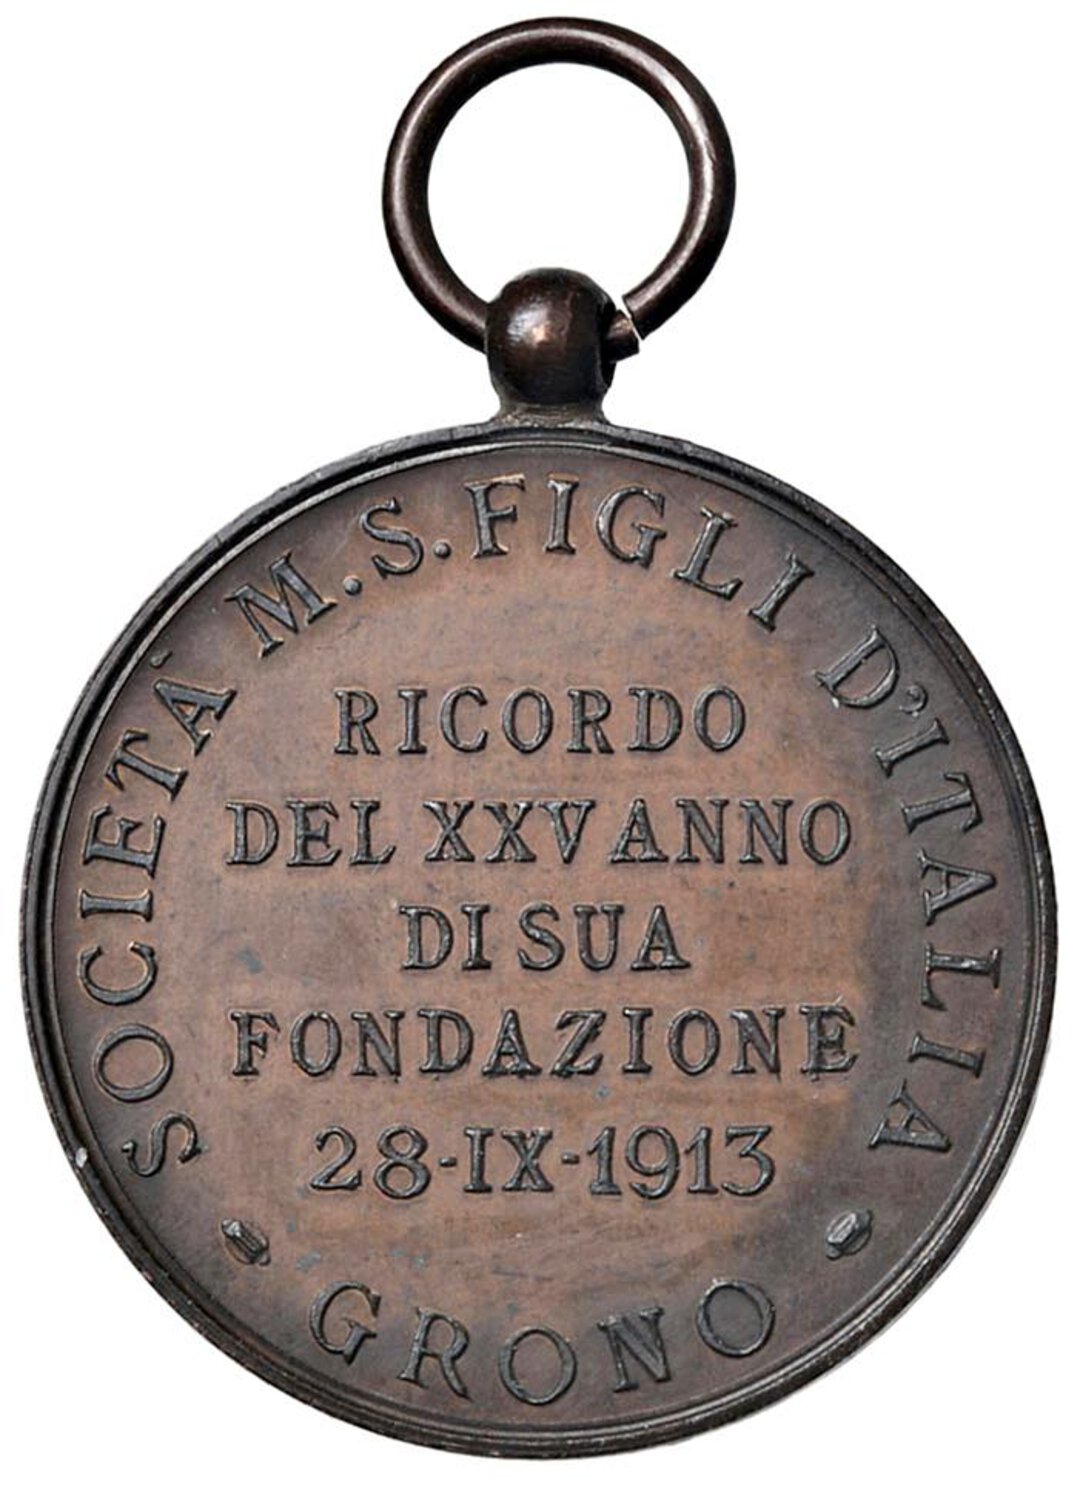 SOCIETÀ M. S. FIGLI D'ITALIA
RICORDO
DEL XXV ANNO
DI SUA
FONDAZIONE
28-IX-1913
GRONO